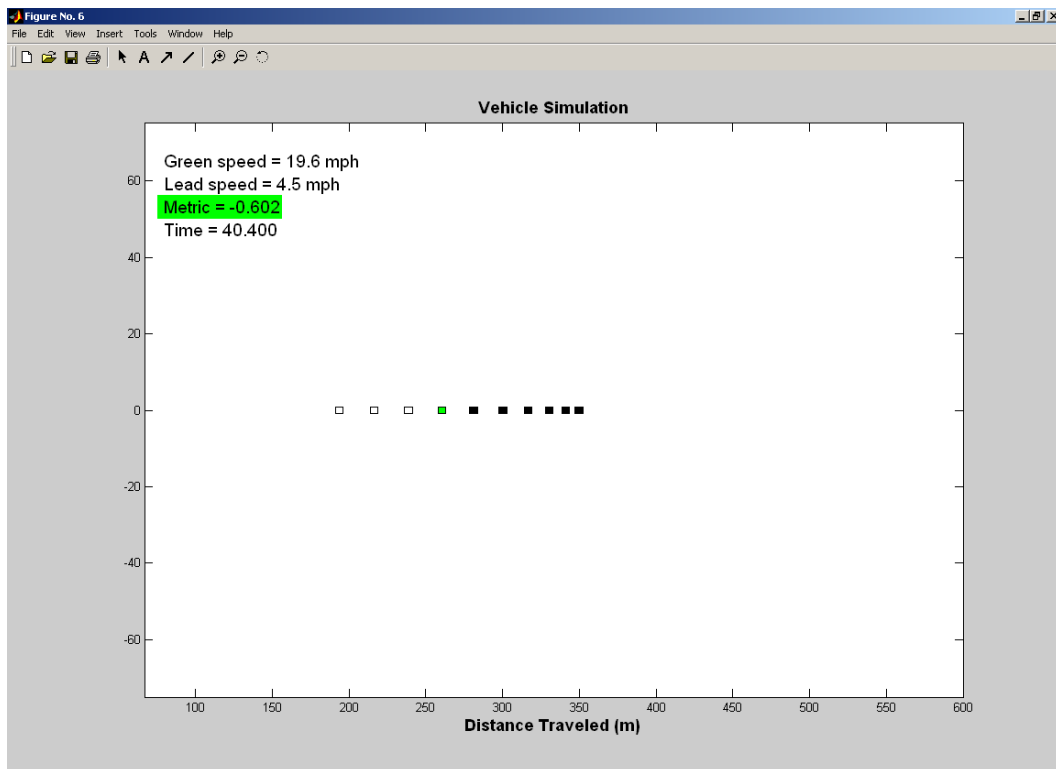 Figure No. 6
File Edit View Insert Tools Window Help
Vehicle Simulation
Green speed = 19.6 mph
Lead speed = 4.5 mph
Metric = -0.602
Time = 40.400
60
40
20
0
-20
-40
-60
100 150 200 250 300 350 400 450 500 550 600
Distance Traveled (m)